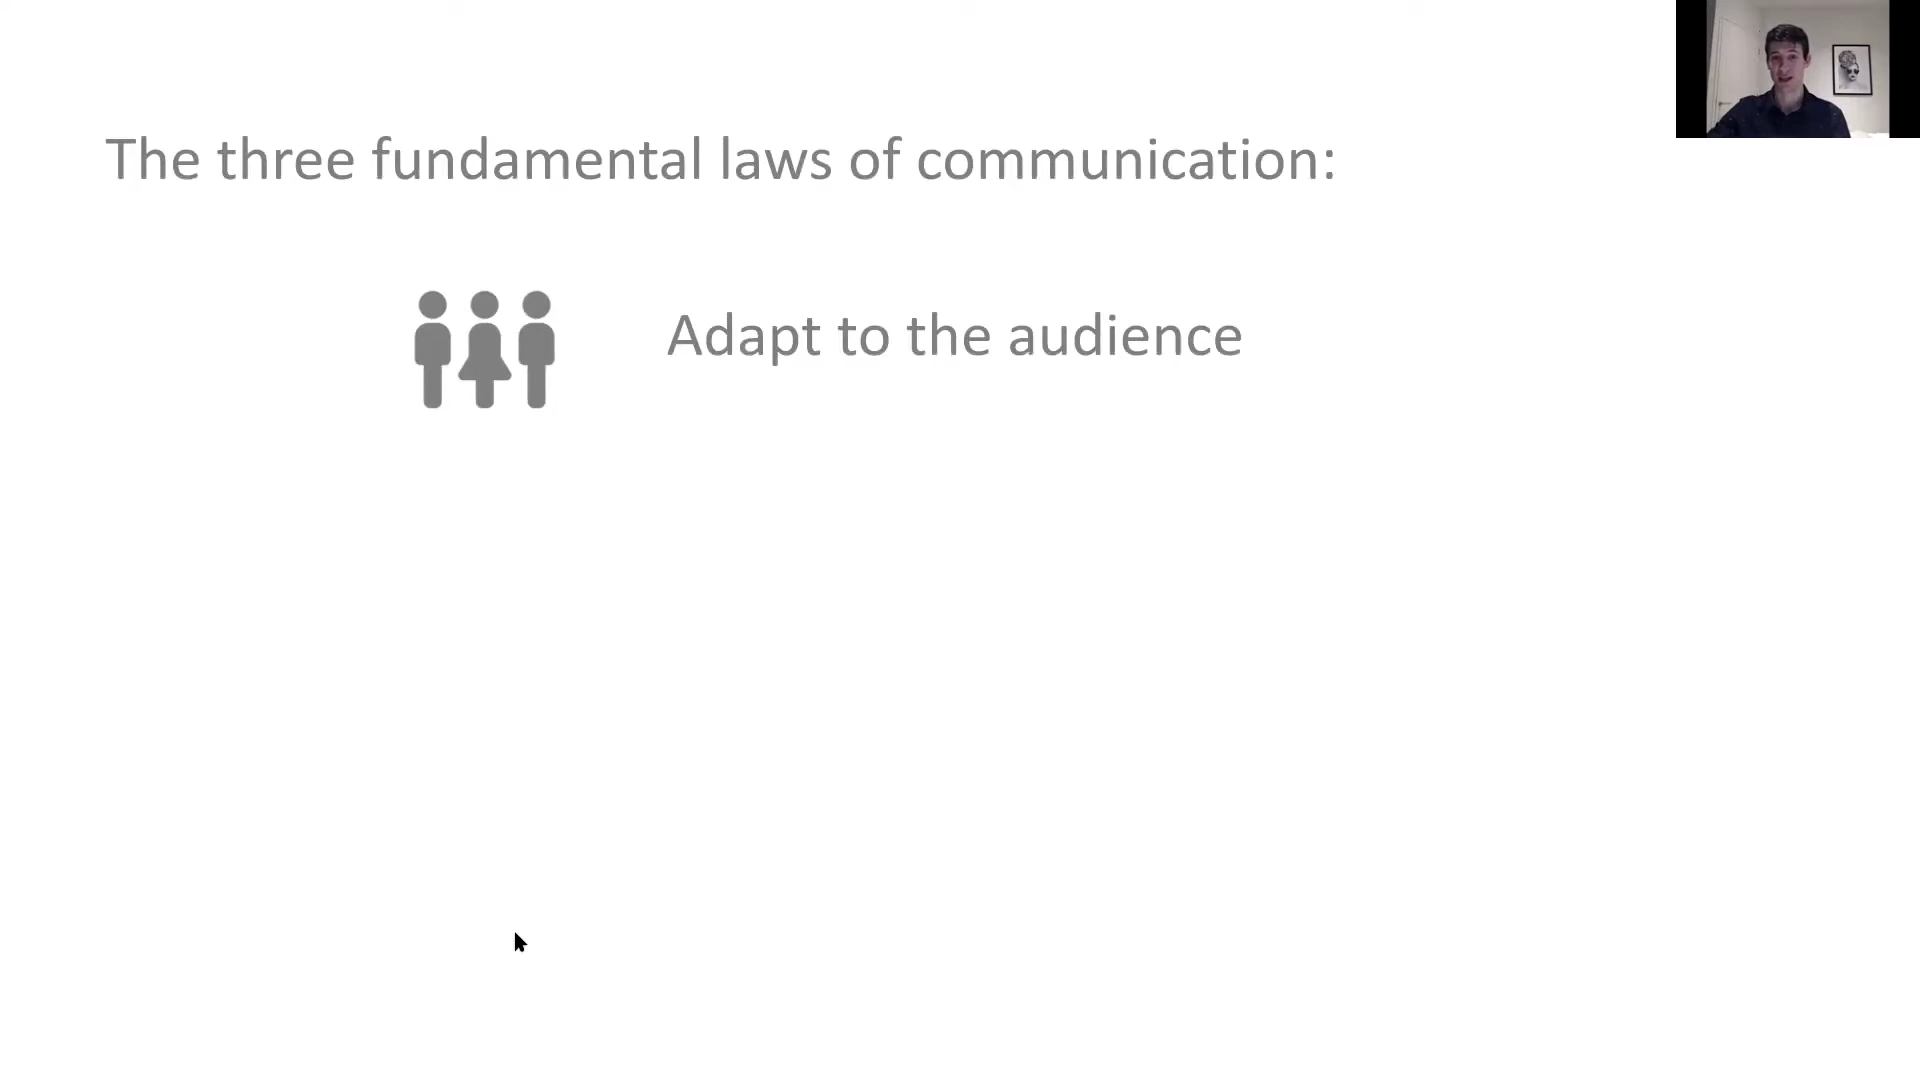 The three fundamental laws of communication:
Adapt to the audience